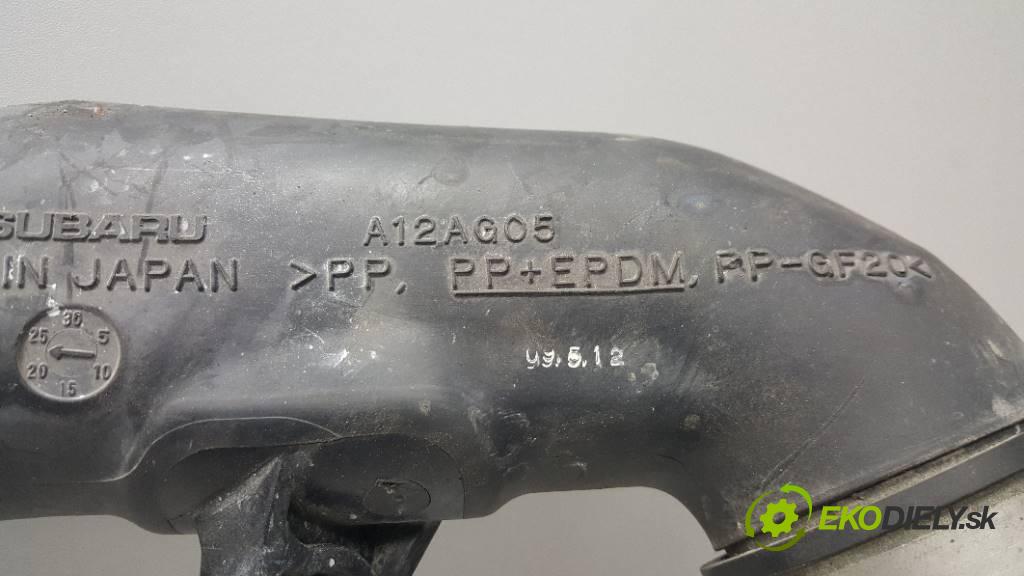 SUBARU A12AG05
IN JAPAN >PP, PP+EPDM, PP-GF20<
30
25 5
20 10
15
99.5.12
EKODIELY.sk